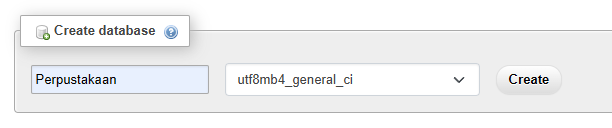 Create database
Perpustakaan utf8mb4_general_ci Create